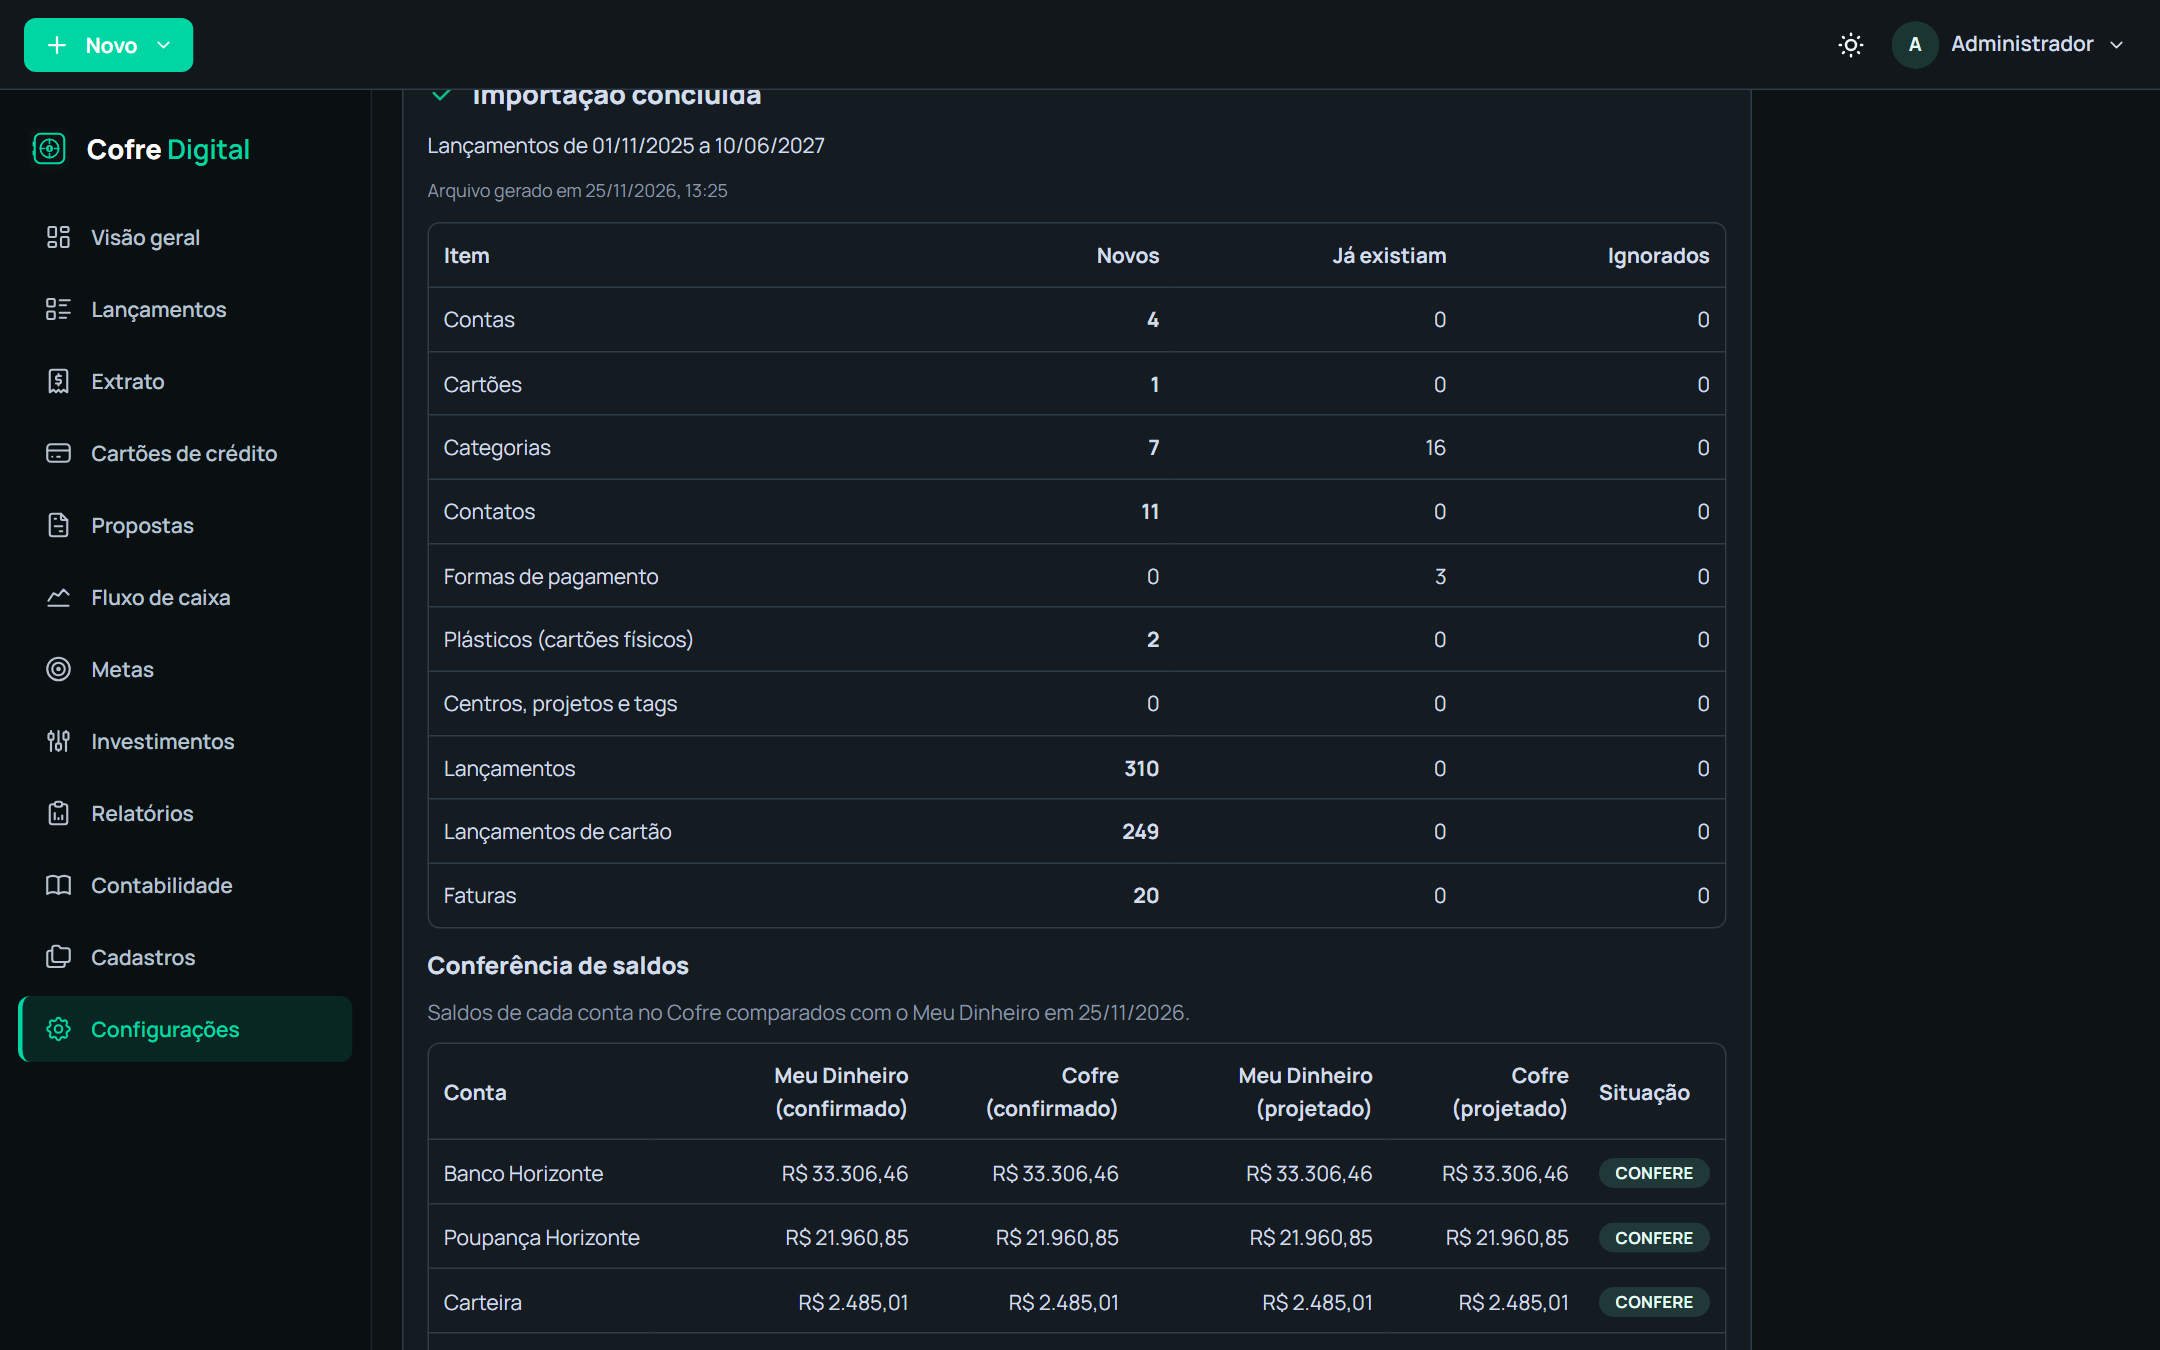 Novo
A
Administrador
Cofre Digital
Visão geral
Lançamentos
Extrato
Cartões de crédito
Propostas
Fluxo de caixa
Metas
Investimentos
Relatórios
Contabilidade
Cadastros
Configurações
Importação concluída
Lançamentos de 01/11/2025 a 10/06/2027
Arquivo gerado em 25/11/2026, 13:25
Item Novos Já existiam Ignorados
Contas 4 0 0
Cartões 1 0 0
Categorias 7 16 0
Contatos 11 0 0
Formas de pagamento 0 3 0
Plásticos (cartões físicos) 2 0 0
Centros, projetos e tags 0 0 0
Lançamentos 310 0 0
Lançamentos de cartão 249 0 0
Faturas 20 0 0
Conferência de saldos
Saldos de cada conta no Cofre comparados com o Meu Dinheiro em 25/11/2026.
Conta Meu Dinheiro (confirmado) Cofre (confirmado) Meu Dinheiro (projetado) Cofre (projetado) Situação
Banco Horizonte R$ 33.306,46 R$ 33.306,46 R$ 33.306,46 R$ 33.306,46 CONFERE
Poupança Horizonte R$ 21.960,85 R$ 21.960,85 R$ 21.960,85 R$ 21.960,85 CONFERE
Carteira R$ 2.485,01 R$ 2.485,01 R$ 2.485,01 R$ 2.485,01 CONFERE